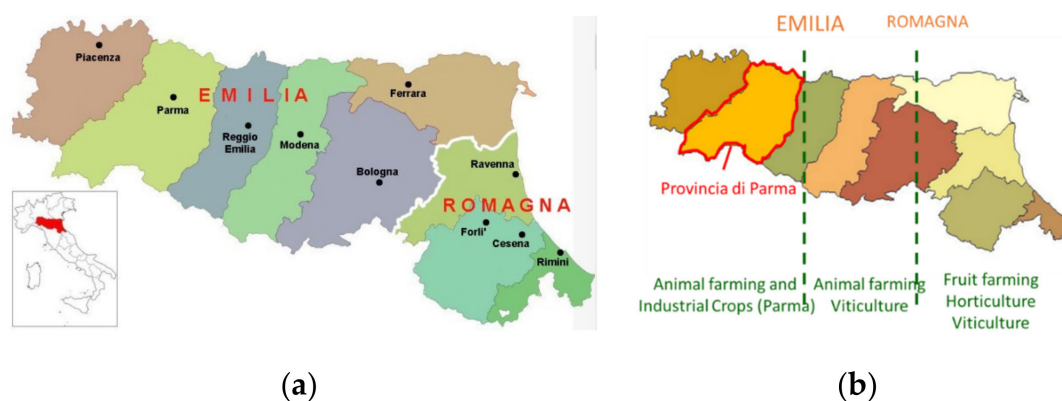 Piacenza
Parma
EMILIA
Reggio
Emilia
Modena
Ferrara
Bologna
Ravenna
ROMAGNA
Forli'
Cesena
Rimini
(a)
EMILIA
ROMAGNA
Provincia di Parma
Animal farming and
Industrial Crops (Parma)
Animal farming
Viticulture
Fruit farming
Horticulture
Viticulture
(b)